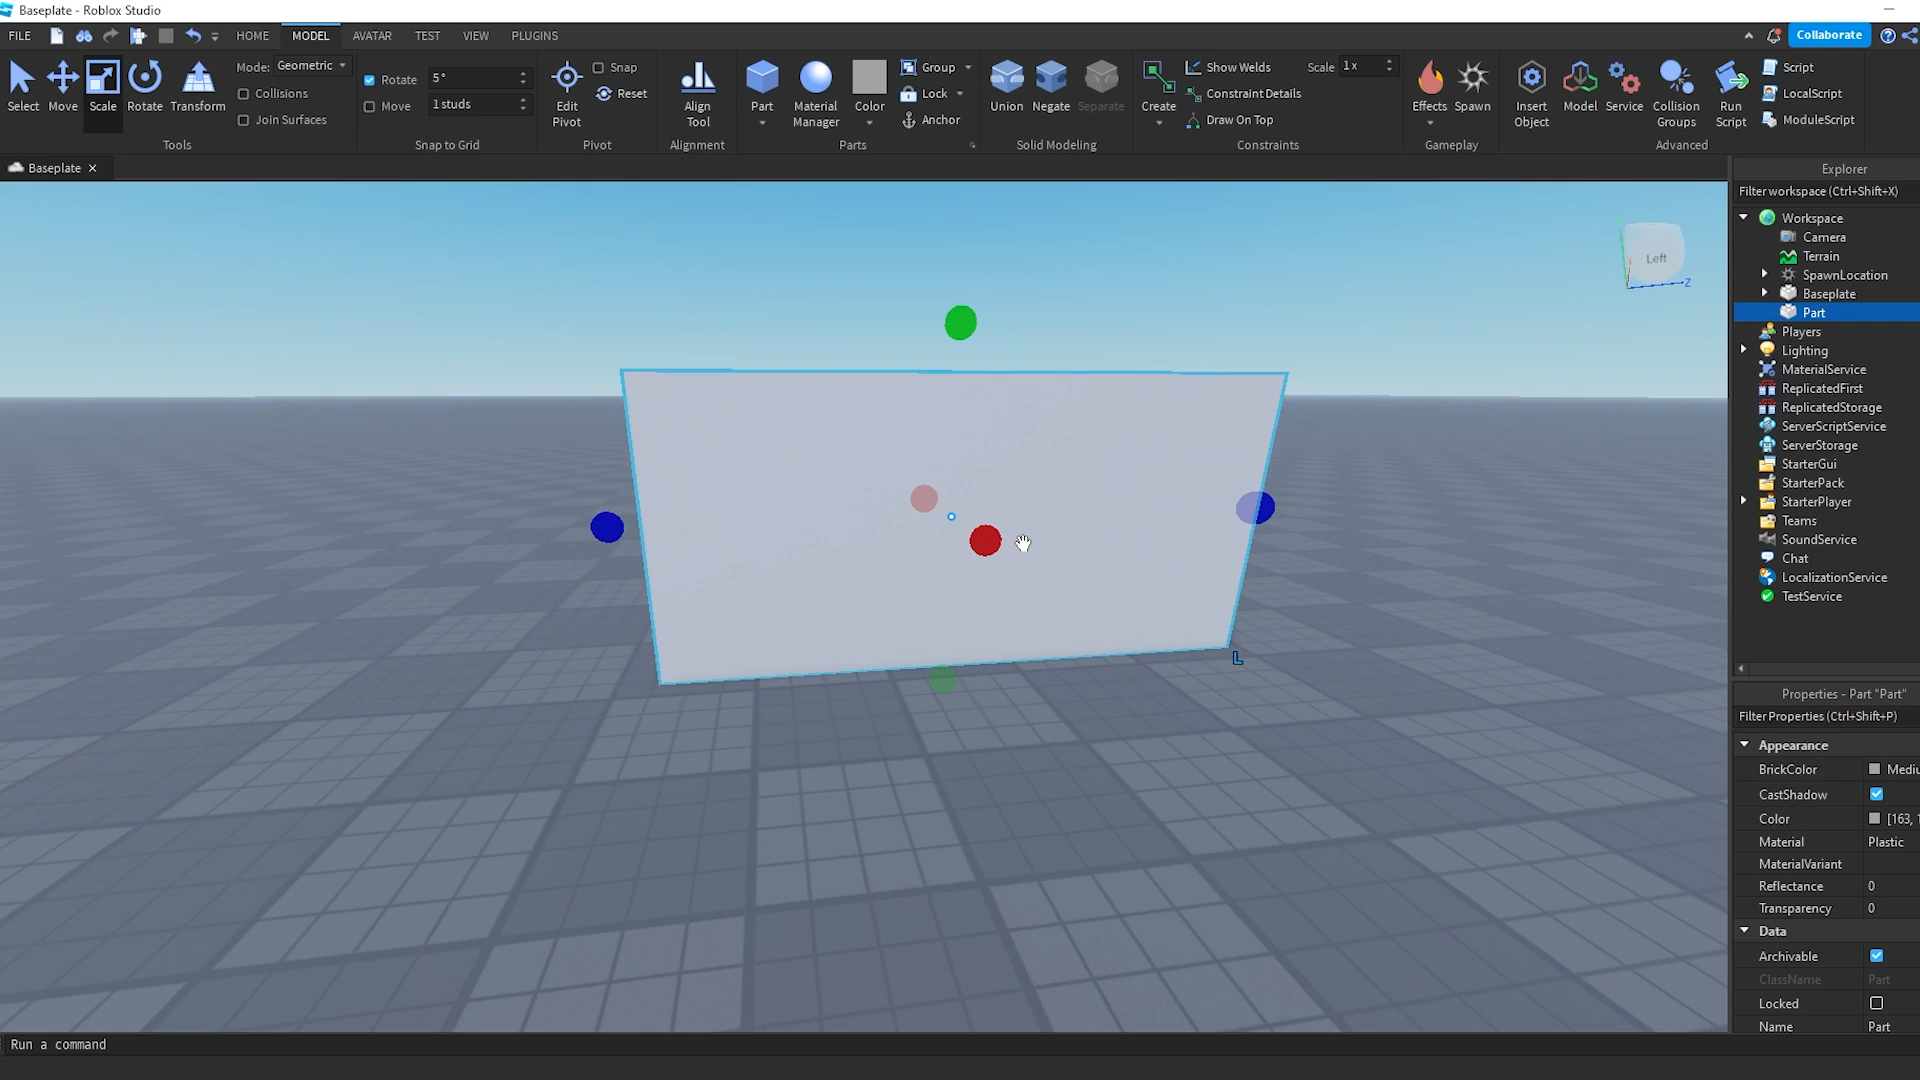 Baseplate - Roblox Studio
FILE HOME MODEL AVATAR TEST VIEW PLUGINS Collaborate
Select Move Scale Rotate Transform
Mode: Geometric
Collisions
Join Surfaces
Tools
Rotate 5°
Move 1 studs
Snap to Grid
Edit Pivot
Snap
Reset
Pivot
Align Tool
Alignment
Part
Material Manager
Color
Group
Lock
Anchor
Parts
Union Negate Separate
Solid Modeling
Create
Show Welds Scale 1x
Constraint Details
Draw On Top
Constraints
Effects Spawn
Gameplay
Insert Object
Model
Service
Collision Groups
Run Script
Script
LocalScript
ModuleScript
Advanced
Baseplate
Left
Z
L
Explorer
Filter workspace (Ctrl+Shift+X)
Workspace
Camera
Terrain
SpawnLocation
Baseplate
Part
Players
Lighting
MaterialService
ReplicatedFirst
ReplicatedStorage
ServerScriptService
ServerStorage
StarterGui
StarterPack
StarterPlayer
Teams
SoundService
Chat
LocalizationService
TestService
Properties - Part "Part"
Filter Properties (Ctrl+Shift+P)
Appearance
BrickColor Mediu
CastShadow
Color [163, 1
Material Plastic
MaterialVariant
Reflectance 0
Transparency 0
Data
Archivable
ClassName Part
Locked
Name Part
Run a command